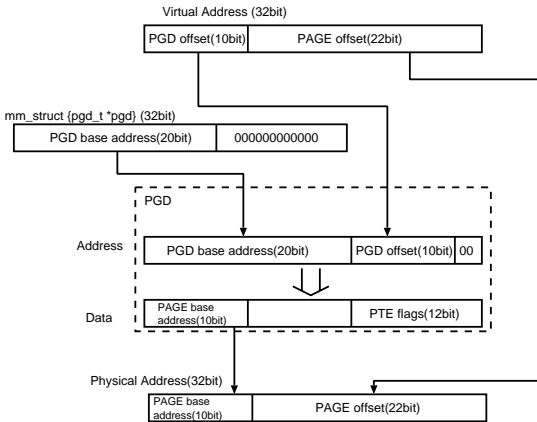 Virtual Address (32bit)
PGD offset(10bit) PAGE offset(22bit)
mm_struct {pgd_t *pgd} (32bit)
PGD base address(20bit) 000000000000
PGD
Address
PGD base address(20bit) PGD offset(10bit) 00
Data
PAGE base
address(10bit)
PTE flags(12bit)
Physical Address(32bit)
PAGE base
address(10bit)
PAGE offset(22bit)